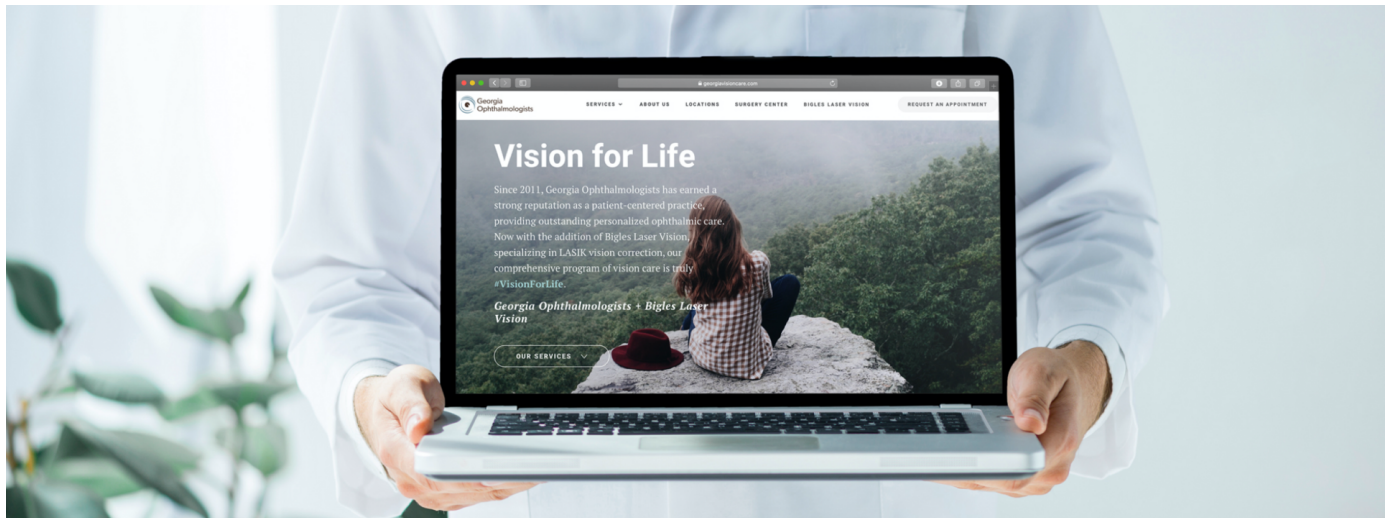 georgiavisioncare.com
Georgia
Ophthalmologists
SERVICES
ABOUT US
LOCATIONS
SURGERY CENTER
BIGLES LASER VISION
REQUEST AN APPOINTMENT
Vision for Life
Since 2011, Georgia Ophthalmologists has earned a
strong reputation as a patient-centered practice,
providing outstanding personalized ophthalmic care.
Now with the addition of Bigles Laser Vision,
specializing in LASIK vision correction, our
comprehensive program of vision care is truly
#VisionForLife.
Georgia Ophthalmologists + Bigles Laser
Vision
OUR SERVICES